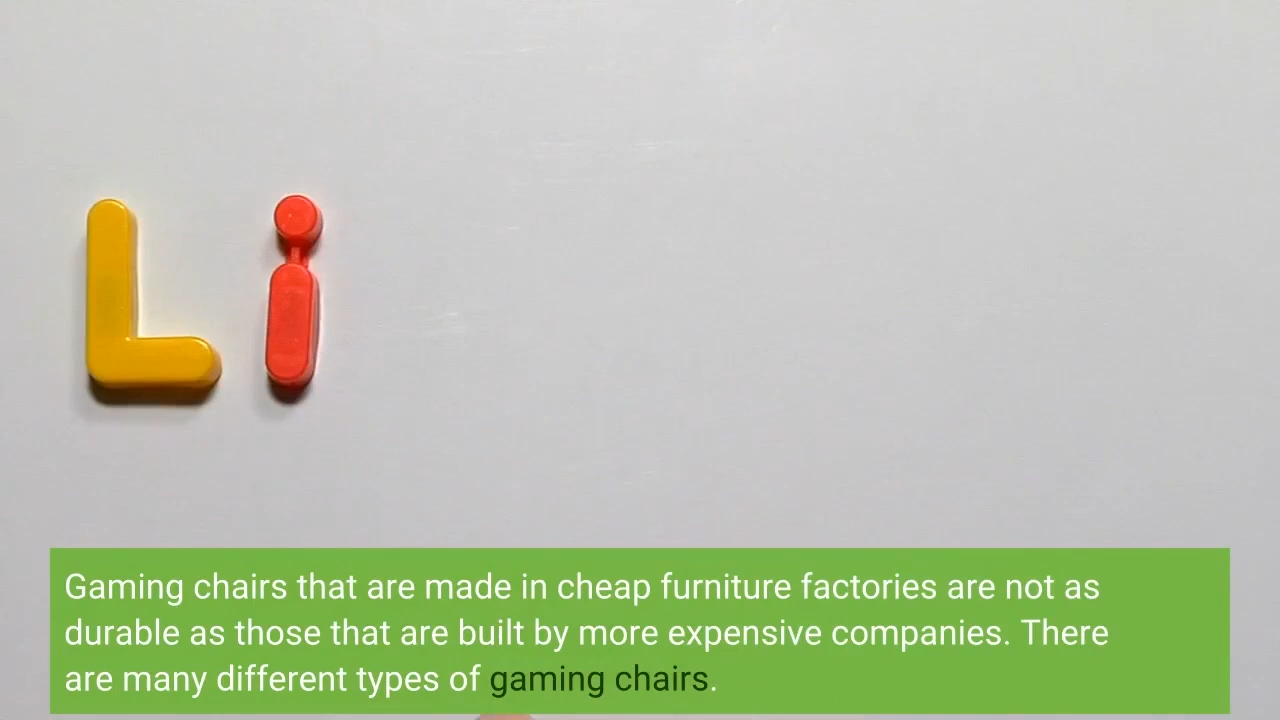 Li
Gaming chairs that are made in cheap furniture factories are not as
durable as those that are built by more expensive companies. There
are many different types of gaming chairs.